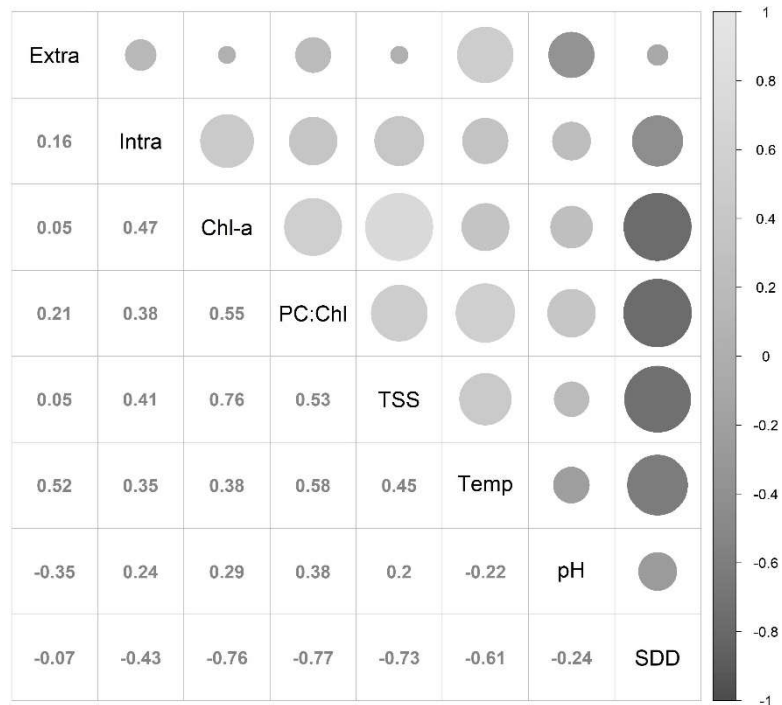 Extra
0.16 Intra
0.05 0.47 Chl-a
0.21 0.38 0.55 PC:Chl
0.05 0.41 0.76 0.53 TSS
0.52 0.35 0.38 0.58 0.45 Temp
-0.35 0.24 0.29 0.38 0.2 -0.22 pH
-0.07 -0.43 -0.76 -0.77 -0.73 -0.61 -0.24 SDD
1
0.8
0.6
0.4
0.2
0
-0.2
-0.4
-0.6
-0.8
-1